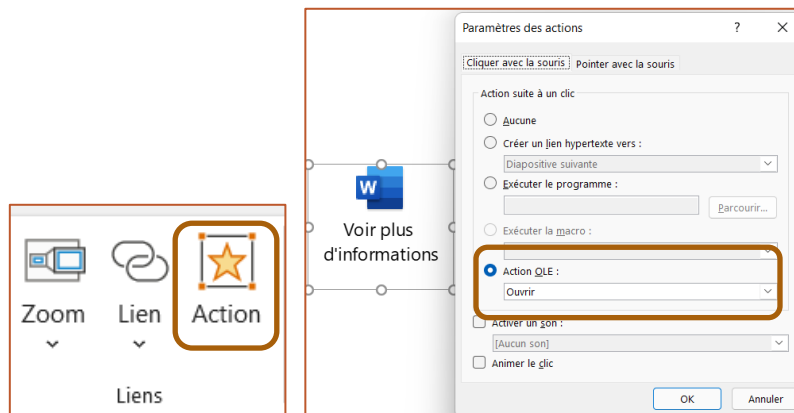 Zoom
Lien
Action
Liens
W
Voir plus
d'informations
Paramètres des actions
?
Cliquer avec la souris
Pointer avec la souris
Action suite à un clic
Aucune
Créer un lien hypertexte vers :
Diapositive suivante
Exécuter le programme :
Parcourir...
Exécuter la macro :
Action OLE :
Ouvrir
Activer un son :
[Aucun son]
Animer le clic
OK
Annuler